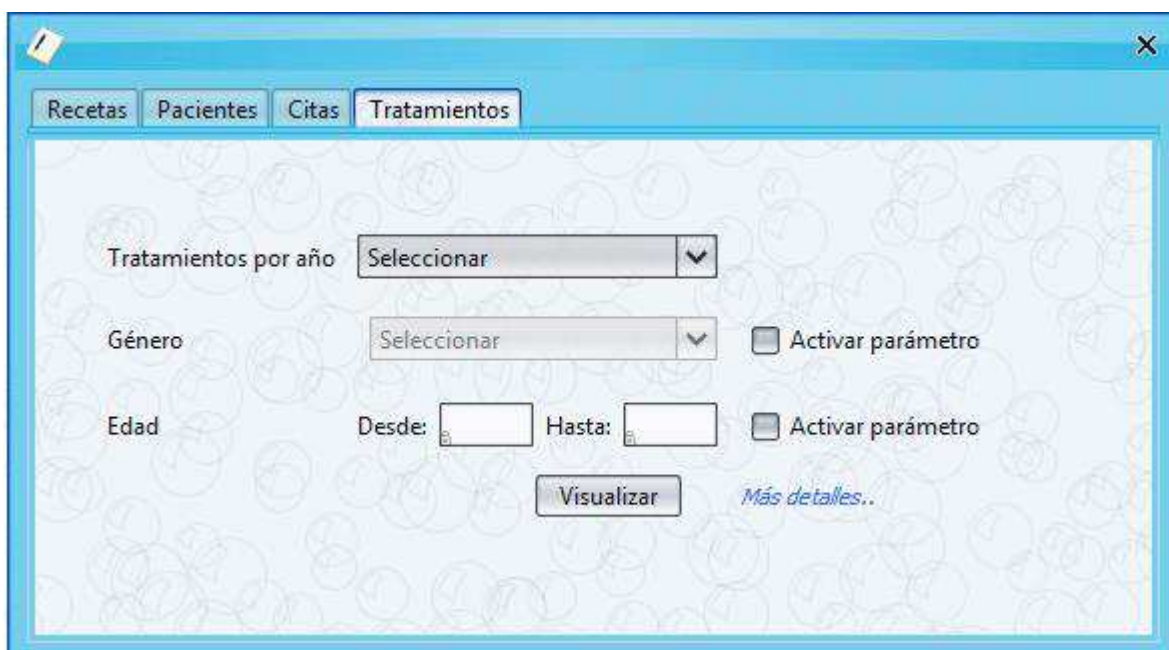 Recetas Pacientes Citas Tratamientos
Tratamientos por año Seleccionar
Género Seleccionar Activar parámetro
Edad Desde: Hasta: Activar parámetro
Visualizar Más detalles..